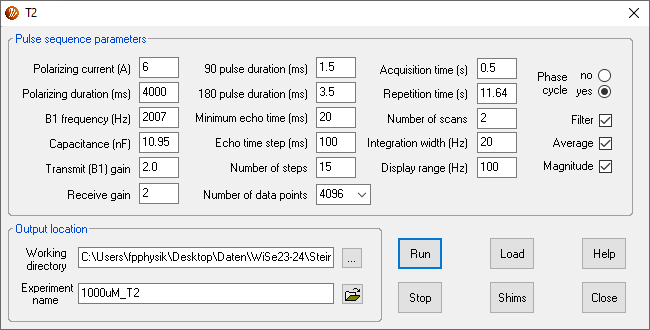 T2
Pulse sequence parameters
Polarizing current (A) 6 90 pulse duration (ms) 1.5 Acquisition time (s) 0.5 Phase cycle no yes
Polarizing duration (ms) 4000 180 pulse duration (ms) 3.5 Repetition time (s) 11.64
B1 frequency (Hz) 2007 Minimum echo time (ms) 20 Number of scans 2 Filter
Capacitance (nF) 10.95 Echo time step (ms) 100 Integration width (Hz) 20 Average
Transmit (B1) gain 2.0 Number of steps 15 Display range (Hz) 100 Magnitude
Receive gain 2 Number of data points 4096
Output location
Working directory C:\Users\fpphysik\Desktop\Daten\WiSe23-24\Stein ...
Experiment name 1000uM_T2
Run Load Help
Stop Shims Close